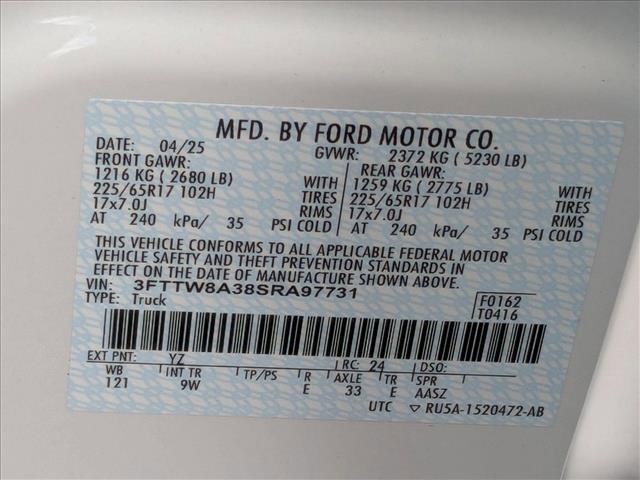 MFD. BY FORD MOTOR CO.
DATE: 04/25 GVWR: 2372 KG ( 5230 LB)
FRONT GAWR: REAR GAWR:
1216 KG ( 2680 LB) WITH 1259 KG ( 2775 LB) WITH
225/65R17 102H TIRES 225/65R17 102H TIRES
17x7.0J RIMS 17x7.0J RIMS
AT 240 kPa/ 35 PSI COLD AT 240 kPa/ 35 PSI COLD
THIS VEHICLE CONFORMS TO ALL APPLICABLE FEDERAL MOTOR
VEHICLE SAFETY AND THEFT PREVENTION STANDARDS IN
EFFECT ON THE DATE OF MANUFACTURE SHOWN ABOVE.
VIN: 3FTTW8A38SRA97731
TYPE: Truck
F0162
T0416
EXT PNT: YZ RC: 24 DSO:
WB INT TR TP/PS R AXLE TR SPR
121 9W E 33 E AASZ
UTC ▽ RU5A-1520472-AB